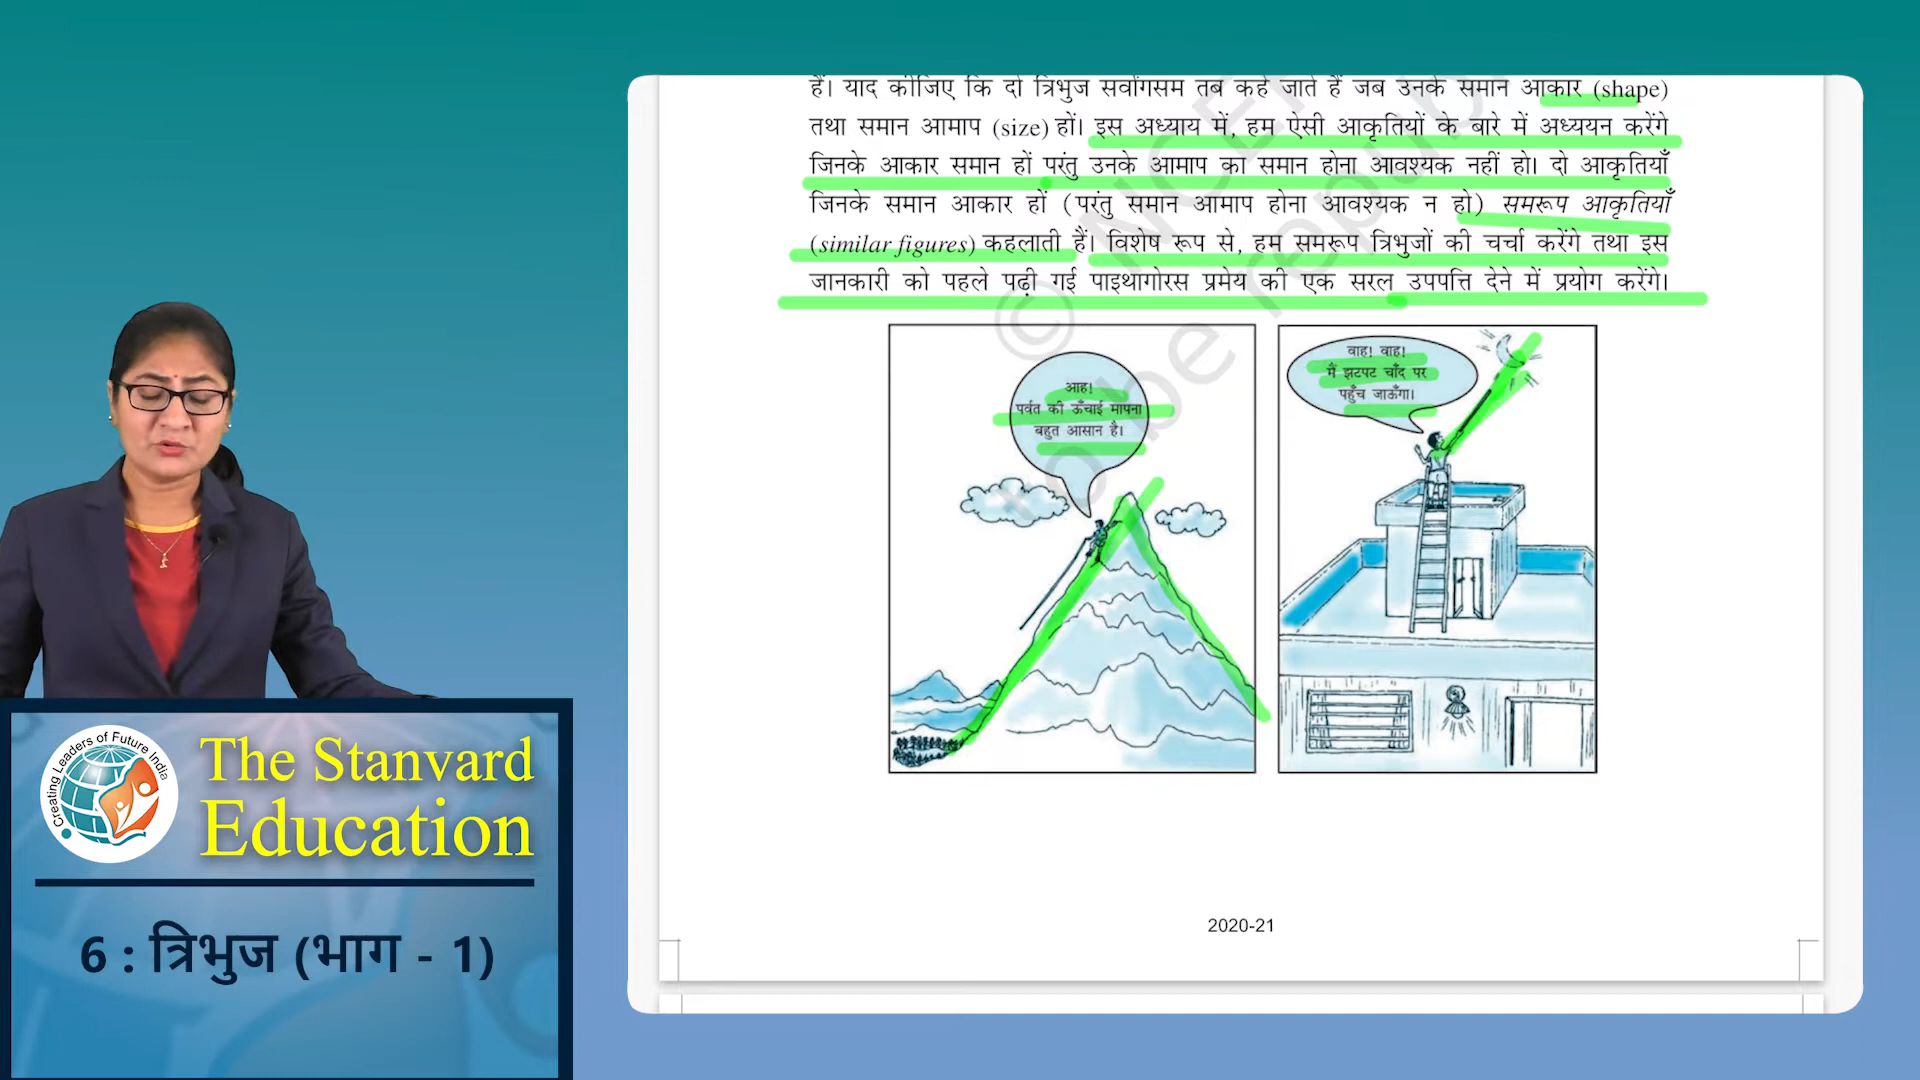 हैं। याद कीजिए कि दो त्रिभुज सर्वांगसम तब कहे जाते हैं जब उनके समान आकार (shape)
तथा समान आमाप (size) हों। इस अध्याय में, हम ऐसी आकृतियों के बारे में अध्ययन करेंगे
जिनके आकार समान हों परंतु उनके आमाप का समान होना आवश्यक नहीं हो। दो आकृतियाँ
जिनके समान आकार हों (परंतु समान आमाप होना आवश्यक न हो) समरूप आकृतियाँ
(similar figures) कहलाती हैं। विशेष रूप से, हम समरूप त्रिभुजों की चर्चा करेंगे तथा इस
जानकारी को पहले पढ़ी गई पाइथागोरस प्रमेय की एक सरल उपपत्ति देने में प्रयोग करेंगे।
आह!
पर्वत की ऊँचाई मापना
बहुत आसान है।
वाह! वाह!
मैं झटपट चाँद पर
पहुँच जाऊँगा।
2020-21
Creating Leaders of Future India
The Stanvard
Education
6 : त्रिभुज (भाग - 1)